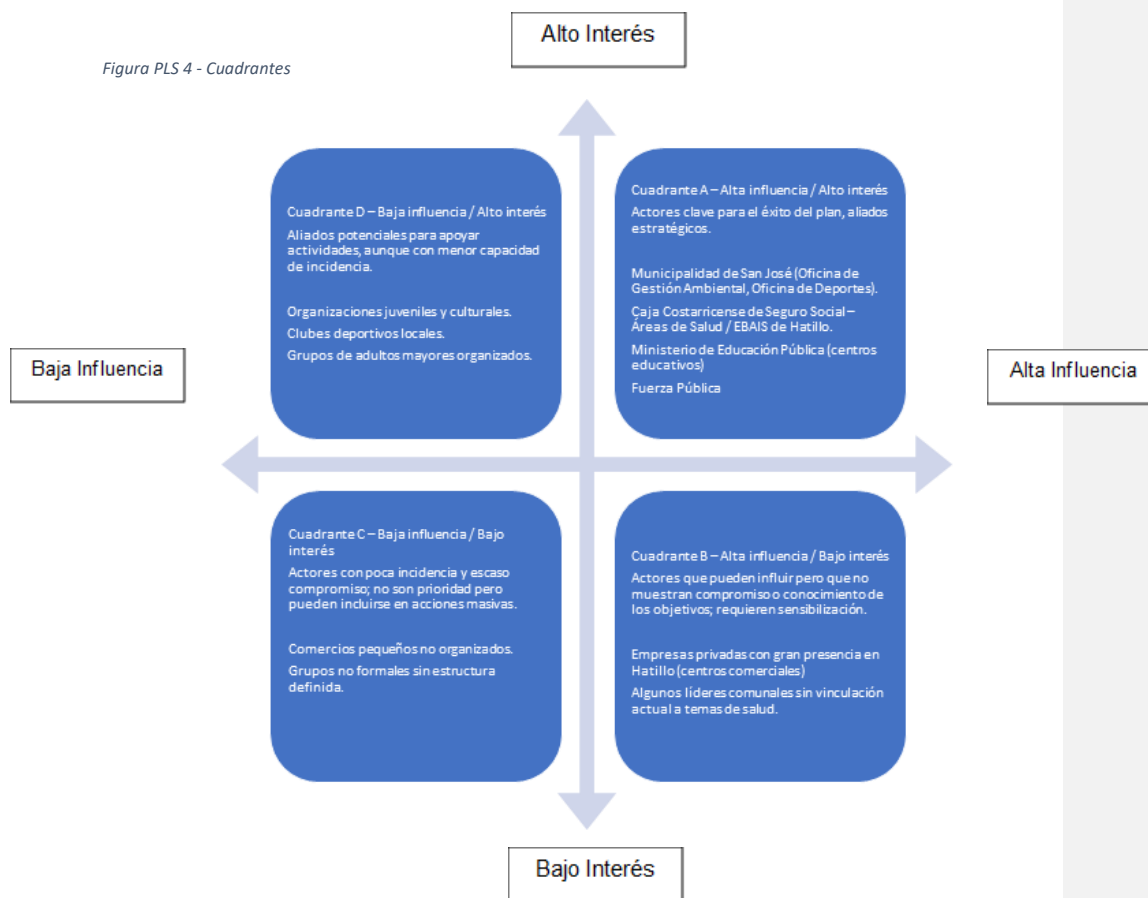 Alto Interés
Figura PLS 4 - Cuadrantes
Cuadrante D – Baja influencia / Alto interés
Aliados potenciales para apoyar
actividades, aunque con menor capacidad
de incidencia.
Organizaciones juveniles y culturales.
Clubes deportivos locales.
Grupos de adultos mayores organizados.
Cuadrante A – Alta influencia / Alto interés
Actores clave para el éxito del plan, aliados
estratégicos.
Municipalidad de San José (Oficina de
Gestión Ambiental, Oficina de Deportes).
Caja Costarricense de Seguro Social –
Áreas de Salud / EBAIS de Hatillo.
Ministerio de Educación Pública (centros
educativos)
Fuerza Pública
Baja Influencia
Alta Influencia
Cuadrante C – Baja influencia / Bajo
interés
Actores con poca incidencia y escaso
compromiso; no son prioridad pero
pueden incluirse en acciones masivas.
Comercios pequeños no organizados.
Grupos no formales sin estructura
definida.
Cuadrante B – Alta influencia / Bajo interés
Actores que pueden influir pero que no
muestran compromiso o conocimiento de
los objetivos; requieren sensibilización.
Empresas privadas con gran presencia en
Hatillo (centros comerciales)
Algunos líderes comunales sin vinculación
actual a temas de salud.
Bajo Interés